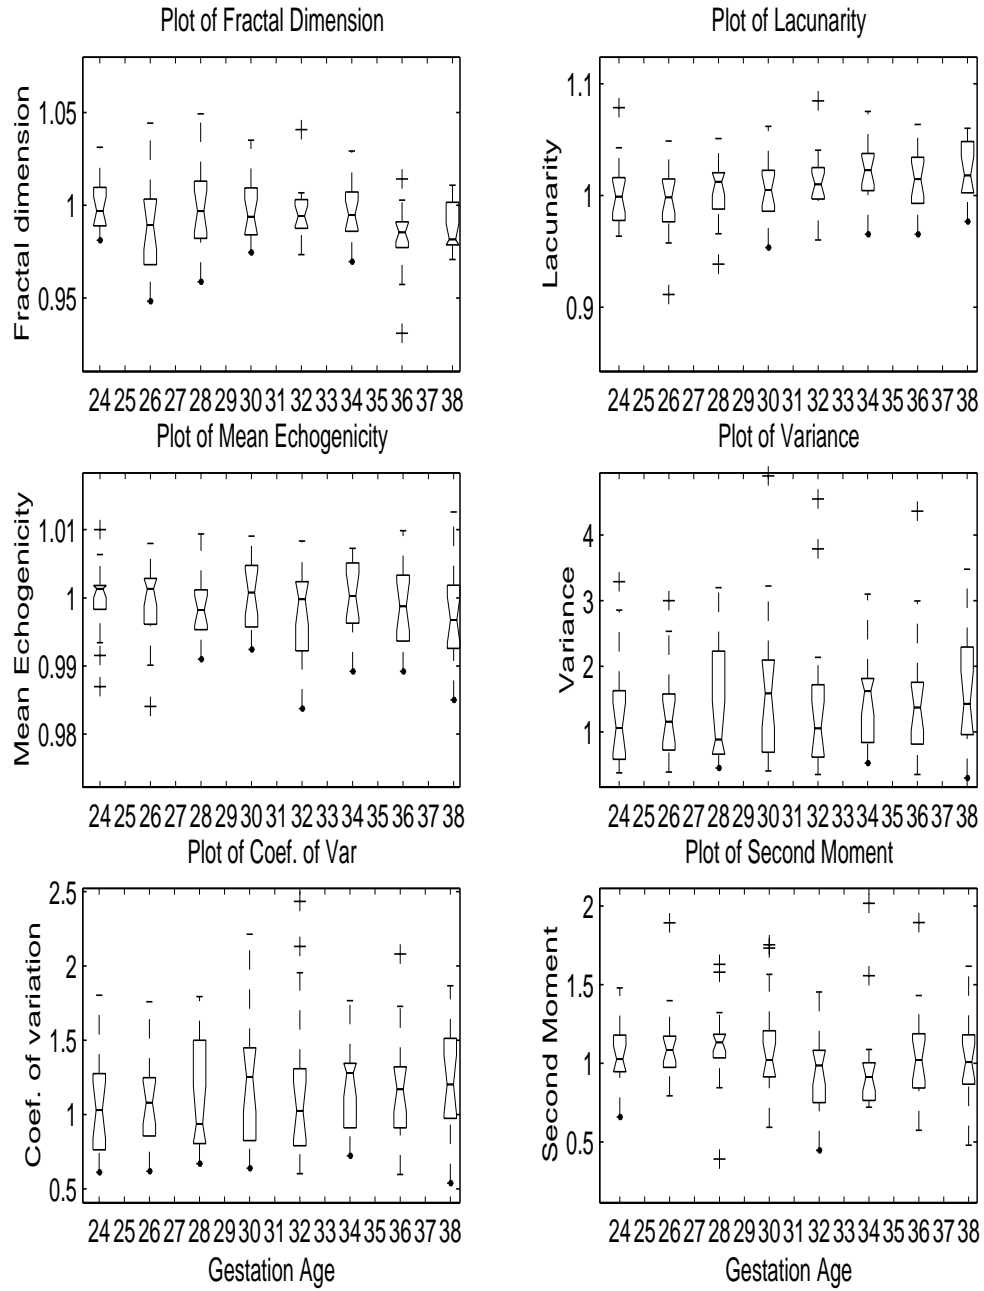 Plot of Fractal Dimension
Fractal dimension
1.05
1
0.95
24 25 26 27 28 29 30 31 32 33 34 35 36 37 38
Plot of Lacunarity
Lacunarity
1.1
1.0
0.9
24 25 26 27 28 29 30 31 32 33 34 35 36 37 38
Plot of Mean Echogenicity
Mean Echogenicity
1.01
1
0.99
0.98
24 25 26 27 28 29 30 31 32 33 34 35 36 37 38
Plot of Variance
Variance
4
3
2
1
24 25 26 27 28 29 30 31 32 33 34 35 36 37 38
Plot of Coef. of Var
Coef. of variation
2.5
2
1.5
1
0.5
24 25 26 27 28 29 30 31 32 33 34 35 36 37 38
Gestation Age
Plot of Second Moment
Second Moment
2
1.5
1
0.5
24 25 26 27 28 29 30 31 32 33 34 35 36 37 38
Gestation Age